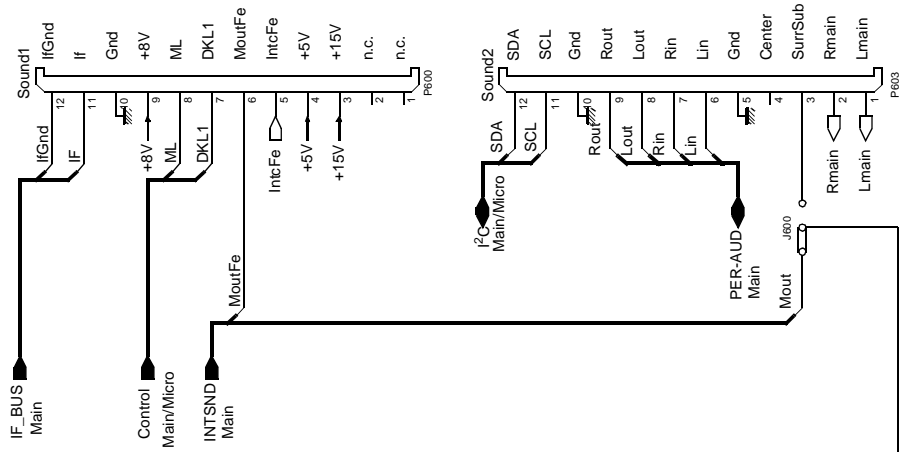 Sound1
IfGnd
If
Gnd
+8V
ML
DKL1
MoutFe
IntcFe
+5V
+15V
n.c.
n.c.
P600
12
11
10
9
8
7
6
5
4
3
2
1
IfGnd
IF
+8V
ML
DKL1
MoutFe
IntcFe
+5V
+15V
IF_BUS
Main
Control
Main/Micro
INTSND
Main
Sound2
SDA
SCL
Gnd
Rout
Lout
Rin
Lin
Gnd
Center
SurrSub
Rmain
Lmain
P603
12
11
10
9
8
7
6
5
4
3
2
1
SDA
SCL
Rout
Lout
Rin
Lin
Rmain
Lmain
I²C
Main/Micro
PER-AUD
Main
J600
Mout